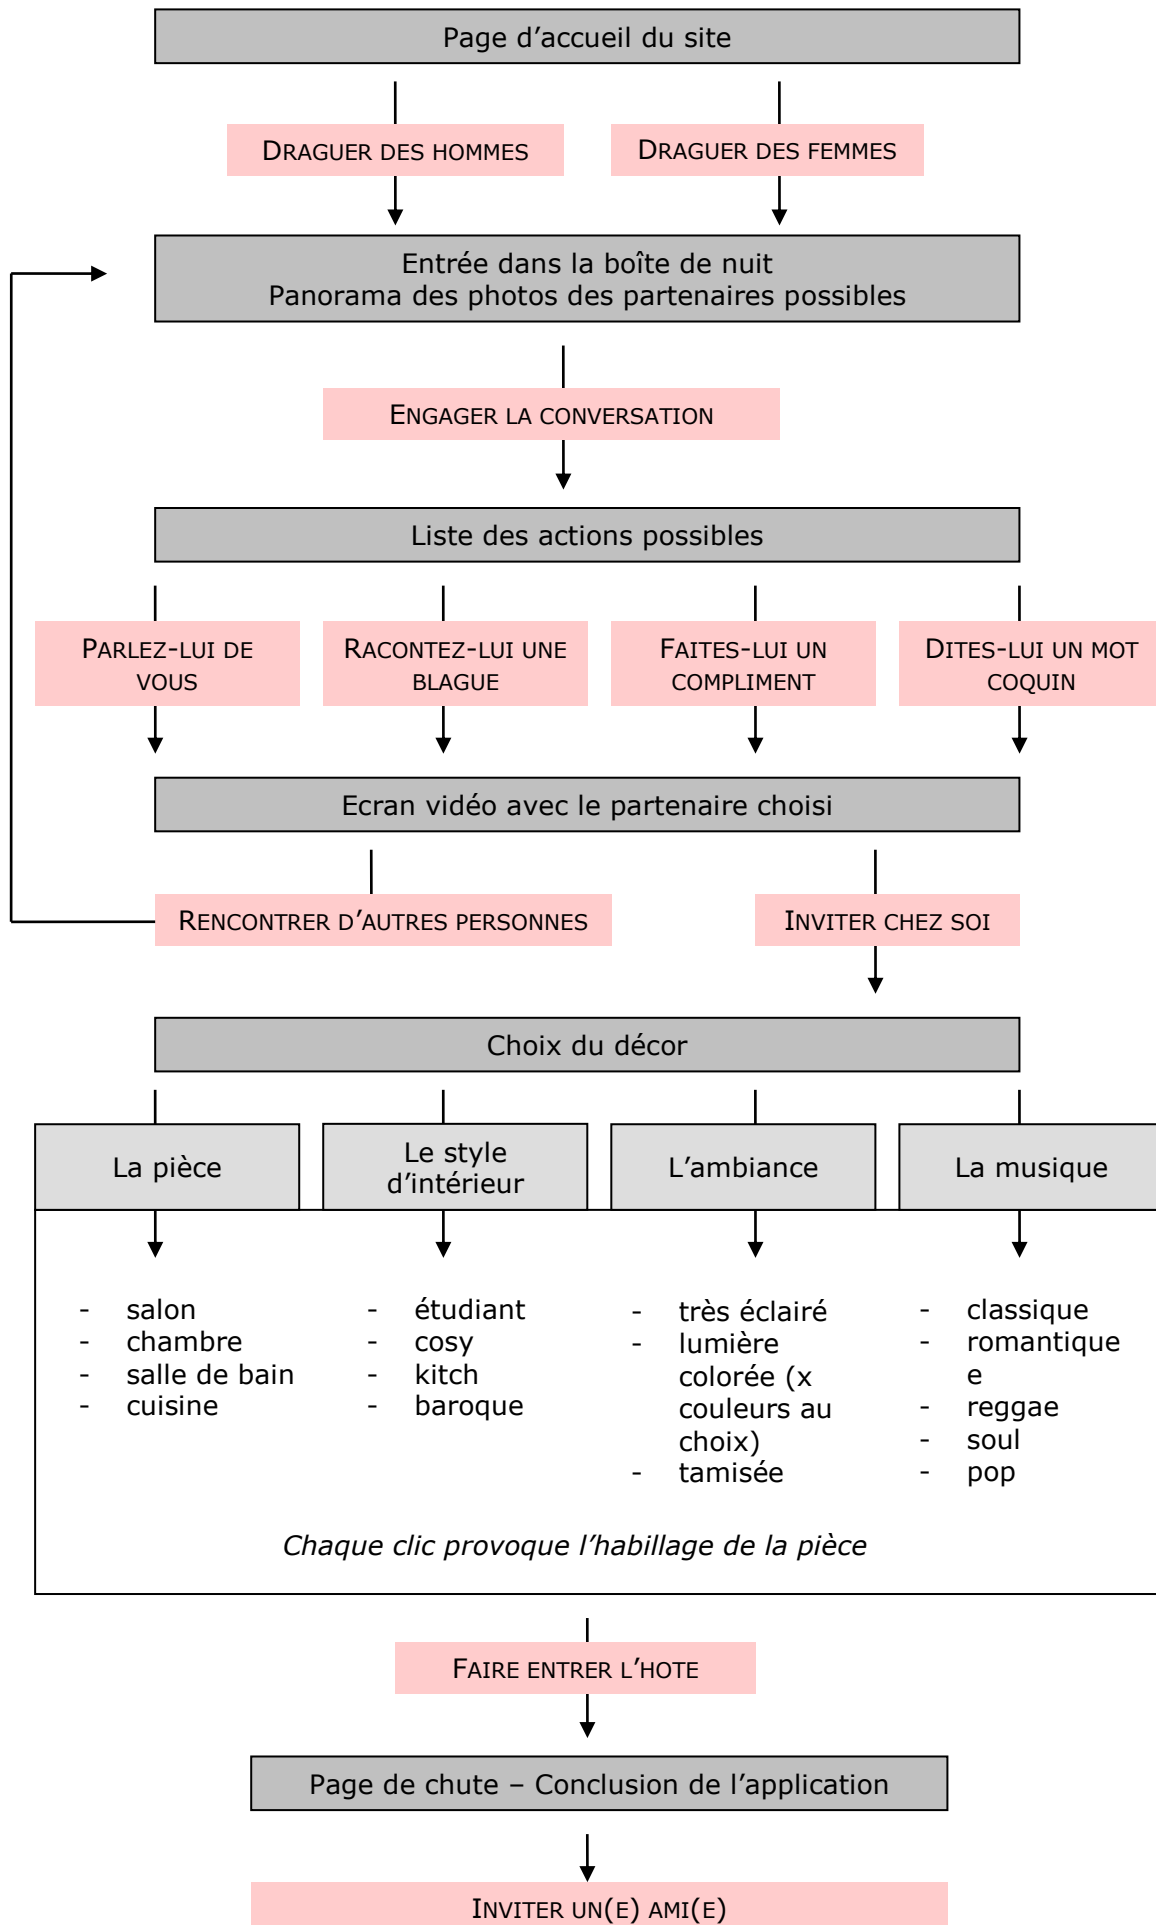 Page d’accueil du site
DRAGUER DES HOMMES
DRAGUER DES FEMMES
Entrée dans la boîte de nuit
Panorama des photos des partenaires possibles
ENGAGER LA CONVERSATION
Liste des actions possibles
PARLEZ-LUI DE
VOUS
RACONTEZ-LUI UNE
BLAGUE
FAITES-LUI UN
COMPLIMENT
DITES-LUI UN MOT
COQUIN
Ecran vidéo avec le partenaire choisi
RENCONTRER D’AUTRES PERSONNES
INVITER CHEZ SOI
Choix du décor
La pièce
Le style
d’intérieur
L’ambiance
La musique
- salon
- chambre
- salle de bain
- cuisine
- étudiant
- cosy
- kitch
- baroque
- très éclairé
- lumière
colorée (x
couleurs au
choix)
- tamisée
- classique
- romantique
e
- reggae
- soul
- pop
Chaque clic provoque l’habillage de la pièce
FAIRE ENTRER L’HOTE
Page de chute – Conclusion de l’application
INVITER UN(E) AMI(E)